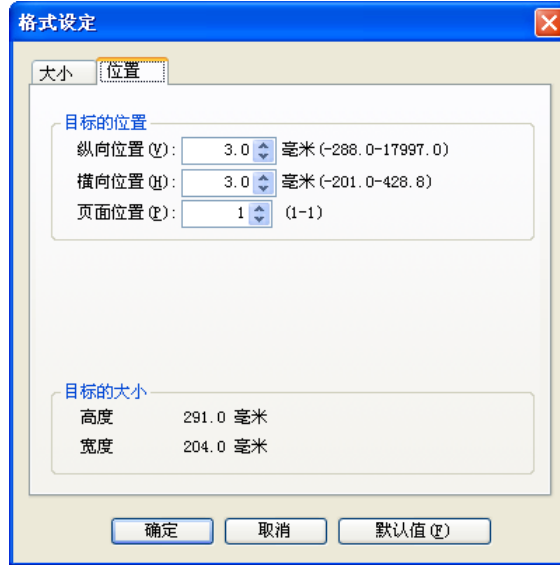 格式设定
大小 位置
目标的位置
纵向位置(V): 3.0 毫米(-288.0-17997.0)
横向位置(H): 3.0 毫米(-201.0-428.8)
页面位置(P): 1 (1-1)
目标的大小
高度 291.0 毫米
宽度 204.0 毫米
确定 取消 默认值(F)